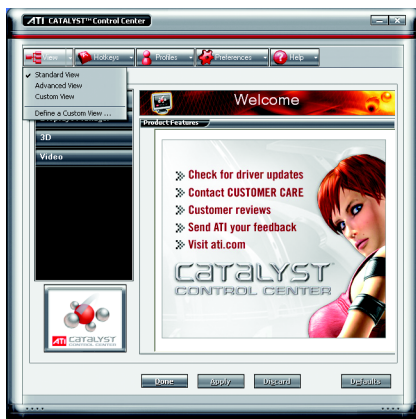 ATI CATALYST™ Control Center
View
Hotkeys
Profiles
Preferences
Help
Standard View
Advanced View
Custom View
Define a Custom View ...
Welcome
Product Features
3D
Video
Check for driver updates
Contact CUSTOMER CARE
Customer reviews
Send ATI your feedback
Visit ati.com
CATALYST
CONTROL CENTER
ATI CATALYST
CONTROL CENTER
Done
Apply
Discard
Defaults